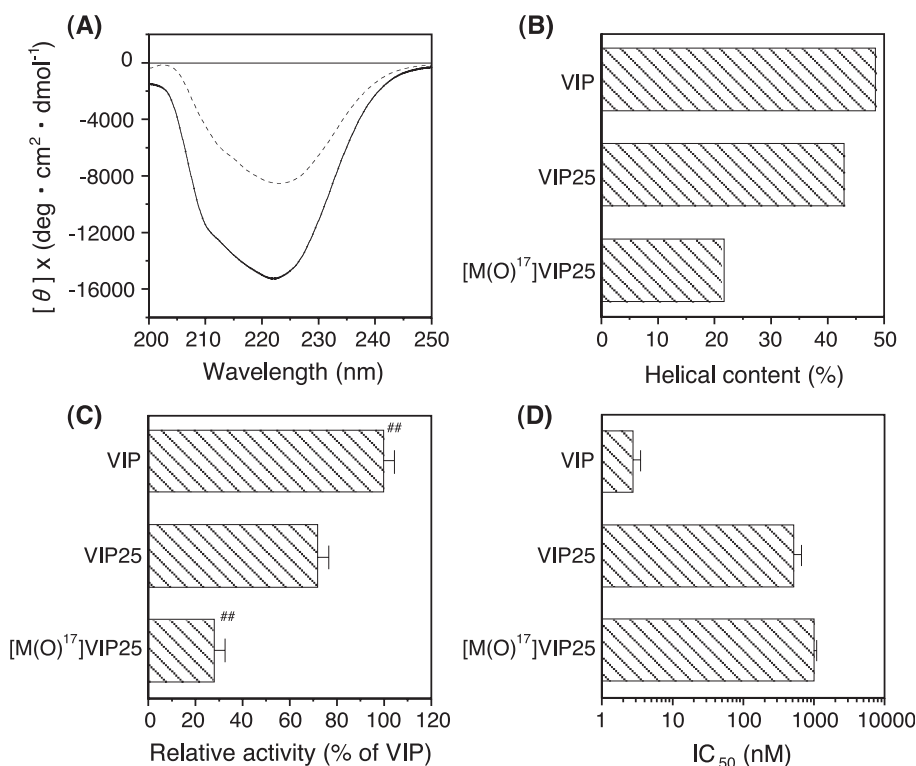 (A)
0
-4000
-8000
-12000
-16000
[θ] x (deg・cm²・dmol⁻¹)
200 210 220 230 240 250
Wavelength (nm)
(B)
VIP
VIP25
[M(O)¹⁷]VIP25
0 10 20 30 40 50
Helical content (%)
(C)
VIP
##
VIP25
[M(O)¹⁷]VIP25
##
0 20 40 60 80 100 120
Relative activity (% of VIP)
(D)
VIP
VIP25
[M(O)¹⁷]VIP25
1 10 100 1000 10000
IC₅₀ (nM)